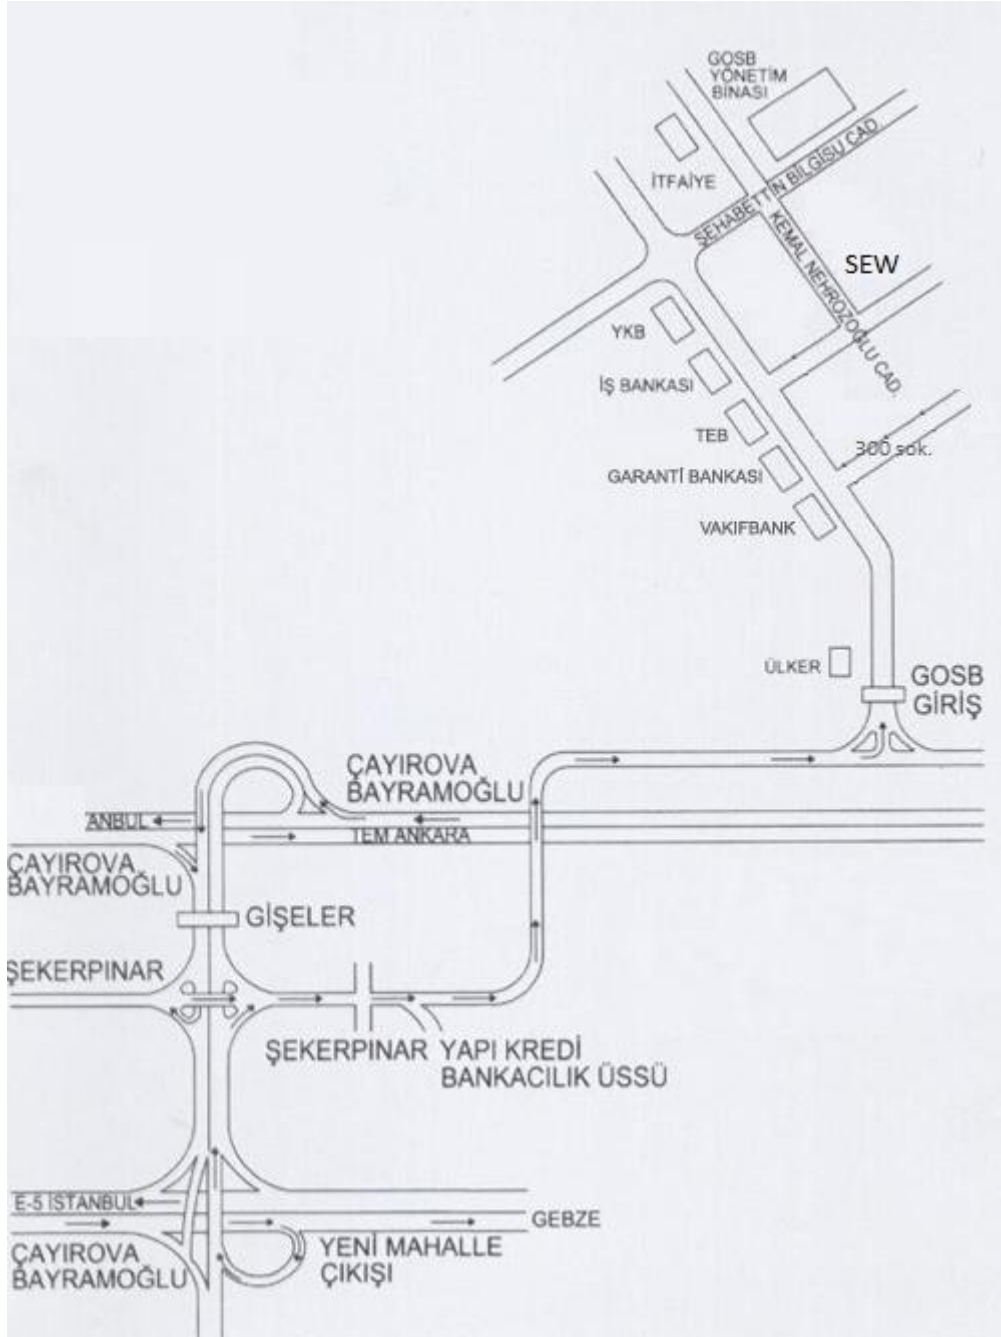 GOSB
YÖNETİM
BİNASI
İTFAİYE
ŞEHABETTİN BİLGİSU CAD.
KEMAL NEHROZOĞLU CAD.
SEW
YKB
İŞ BANKASI
TEB
300 sok.
GARANTİ BANKASI
VAKIFBANK
ÜLKER
GOSB
GİRİŞ
ÇAYIROVA
BAYRAMOĞLU
ANBUL
TEM ANKARA
ÇAYIROVA
BAYRAMOĞLU
GİŞELER
ŞEKERPINAR
ŞEKERPINAR
YAPI KREDİ
BANKACILIK ÜSSÜ
E-5 İSTANBUL
GEBZE
ÇAYIROVA
BAYRAMOĞLU
YENİ MAHALLE
ÇIKIŞI